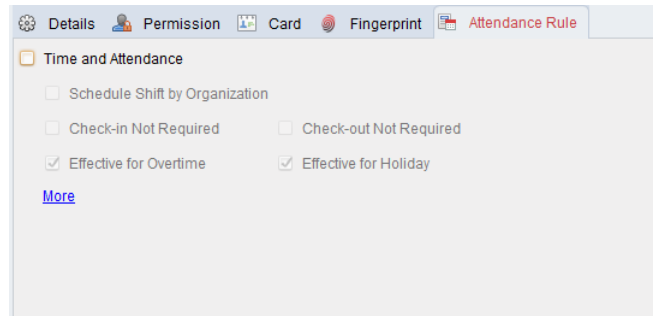 Details Permission Card Fingerprint Attendance Rule
Time and Attendance
Schedule Shift by Organization
Check-in Not Required Check-out Not Required
Effective for Overtime Effective for Holiday
More